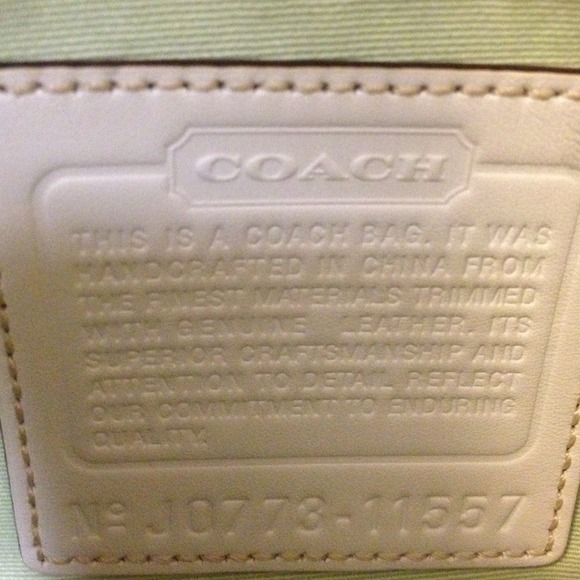 COACH
THIS IS A COACH BAG. IT WAS
HANDCRAFTED IN CHINA FROM
THE FINEST MATERIALS TRIMMED
WITH GENUINE LEATHER. ITS
SUPERIOR CRAFTSMANSHIP AND
ATTENTION TO DETAIL REFLECT
OUR COMMITMENT TO ENDURING
QUALITY.
Nº J0773-11557